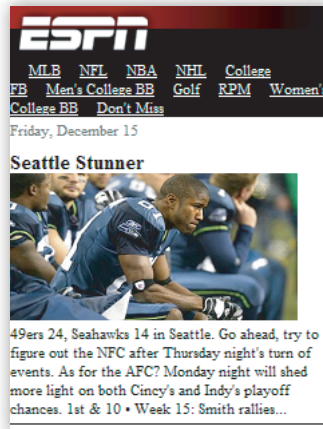 ESPN
MLB NFL NBA NHL College
FB Men's College BB Golf RPM Women's
College BB Don't Miss
Friday, December 15
Seattle Stunner
49ers 24, Seahawks 14 in Seattle. Go ahead, try to
figure out the NFC after Thursday night's turn of
events. As for the AFC? Monday night will shed
more light on both Cincy's and Indy's playoff
chances. 1st & 10 • Week 15: Smith rallies...